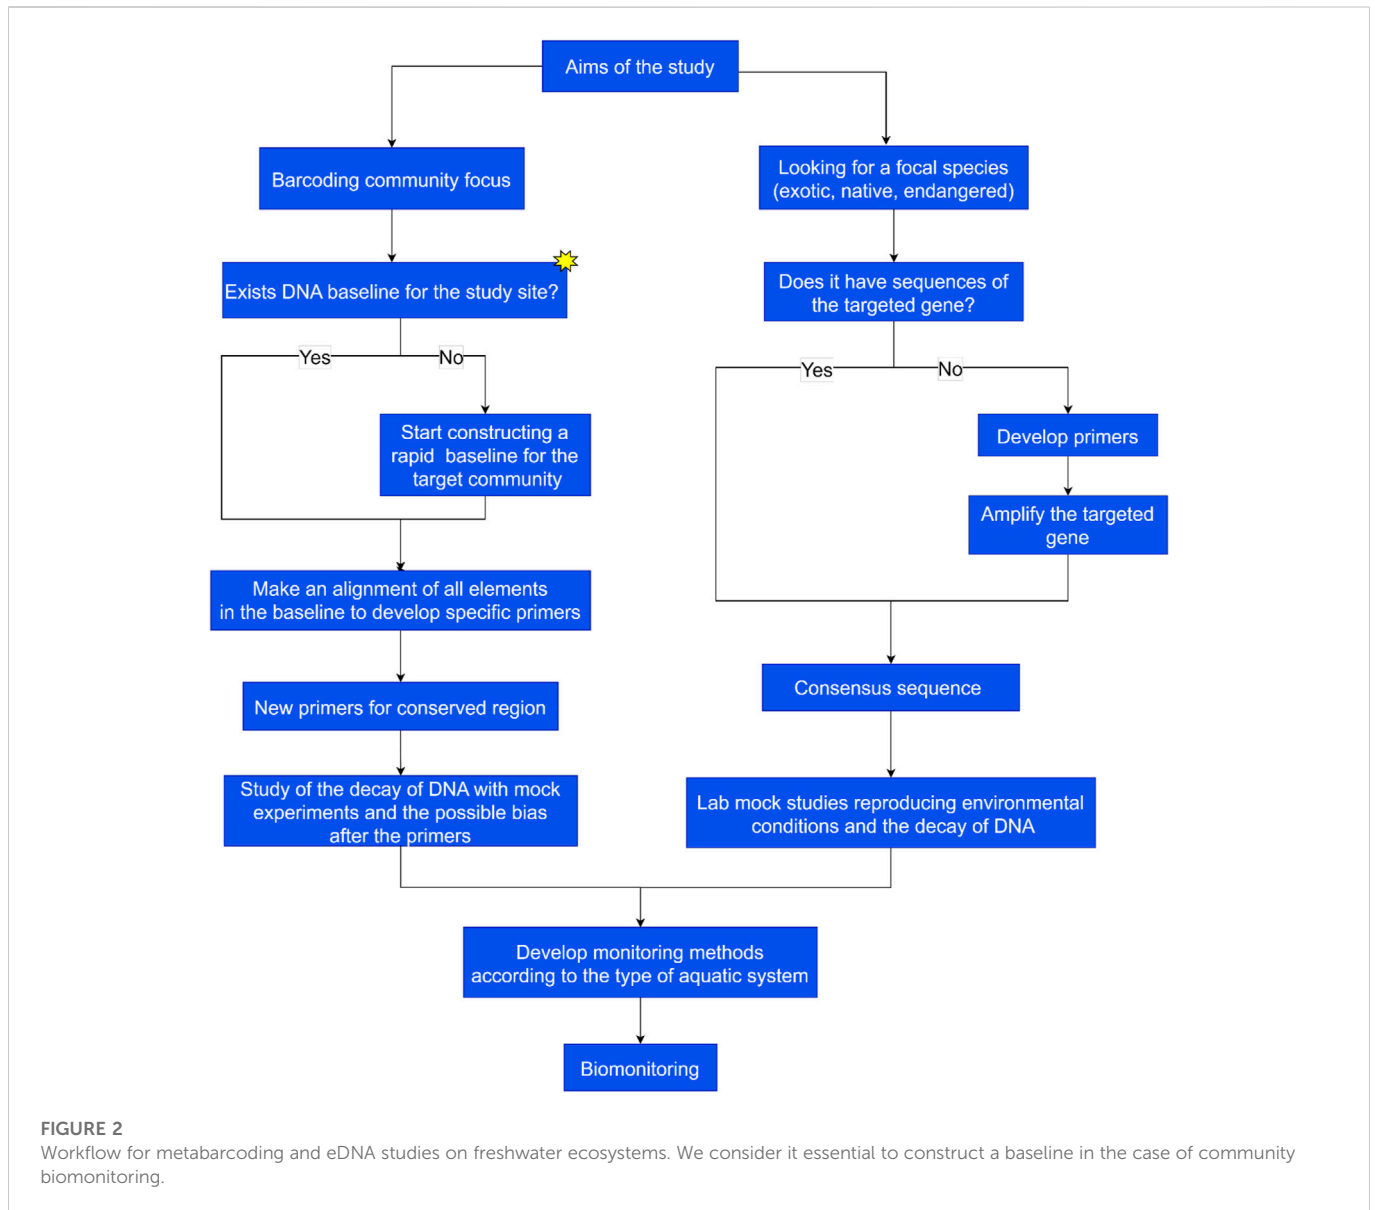 Aims of the study
Barcoding community focus
Looking for a focal species
(exotic, native, endangered)
Exists DNA baseline for the study site?
Does it have sequences of
the targeted gene?
Yes
No
Yes
No
Start constructing a
rapid baseline for the
target community
Develop primers
Amplify the targeted
gene
Make an alignment of all elements
in the baseline to develop specific primers
New primers for conserved region
Consensus sequence
Study of the decay of DNA with mock
experiments and the possible bias
after the primers
Lab mock studies reproducing environmental
conditions and the decay of DNA
Develop monitoring methods
according to the type of aquatic system
Biomonitoring
FIGURE 2
Workflow for metabarcoding and eDNA studies on freshwater ecosystems. We consider it essential to construct a baseline in the case of community
biomonitoring.